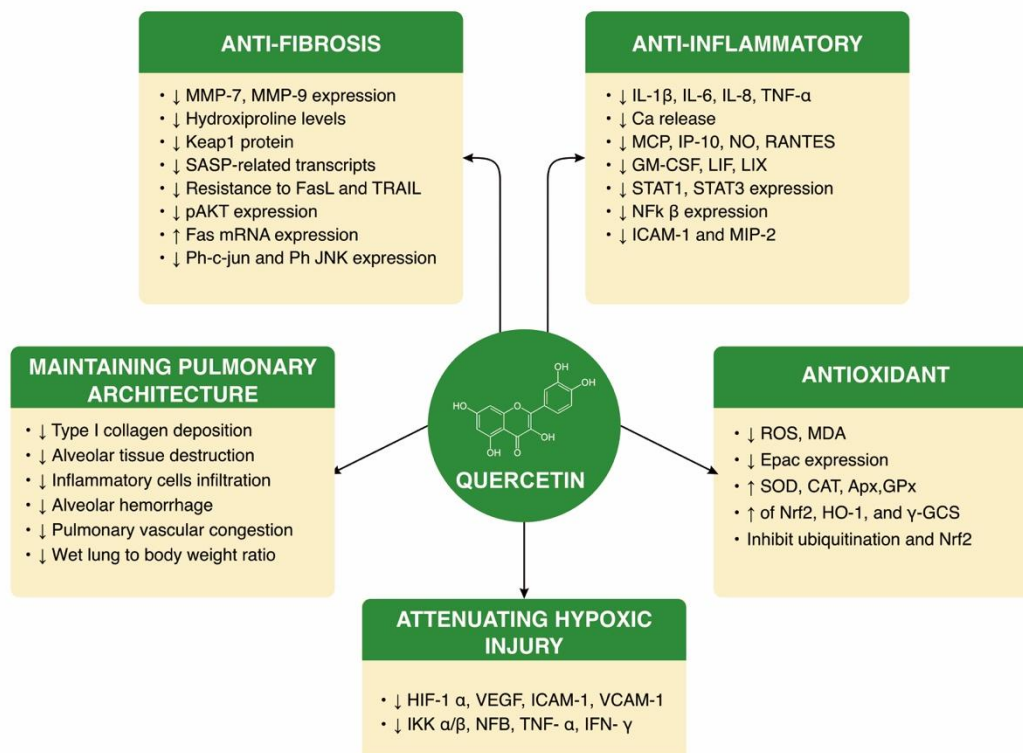 ANTI-FIBROSIS
• ↓ MMP-7, MMP-9 expression
• ↓ Hydroxiproline levels
• ↓ Keap1 protein
• ↓ SASP-related transcripts
• ↓ Resistance to FasL and TRAIL
• ↓ pAKT expression
• ↑ Fas mRNA expression
• ↓ Ph-c-jun and Ph JNK expression
ANTI-INFLAMMATORY
• ↓ IL-1β, IL-6, IL-8, TNF-α
• ↓ Ca release
• ↓ MCP, IP-10, NO, RANTES
• ↓ GM-CSF, LIF, LIX
• ↓ STAT1, STAT3 expression
• ↓ NFk β expression
• ↓ ICAM-1 and MIP-2
MAINTAINING PULMONARY
ARCHITECTURE
• ↓ Type I collagen deposition
• ↓ Alveolar tissue destruction
• ↓ Inflammatory cells infiltration
• ↓ Alveolar hemorrhage
• ↓ Pulmonary vascular congestion
• ↓ Wet lung to body weight ratio
OH
OH
HO
O
OH
OH
O
QUERCETIN
ANTIOXIDANT
• ↓ ROS, MDA
• ↓ Epac expression
• ↑ SOD, CAT, Apx,GPx
• ↑ of Nrf2, HO-1, and γ-GCS
• Inhibit ubiquitination and Nrf2
ATTENUATING HYPOXIC
INJURY
• ↓ HIF-1 α, VEGF, ICAM-1, VCAM-1
• ↓ IKK α/β, NFB, TNF- α, IFN- γ